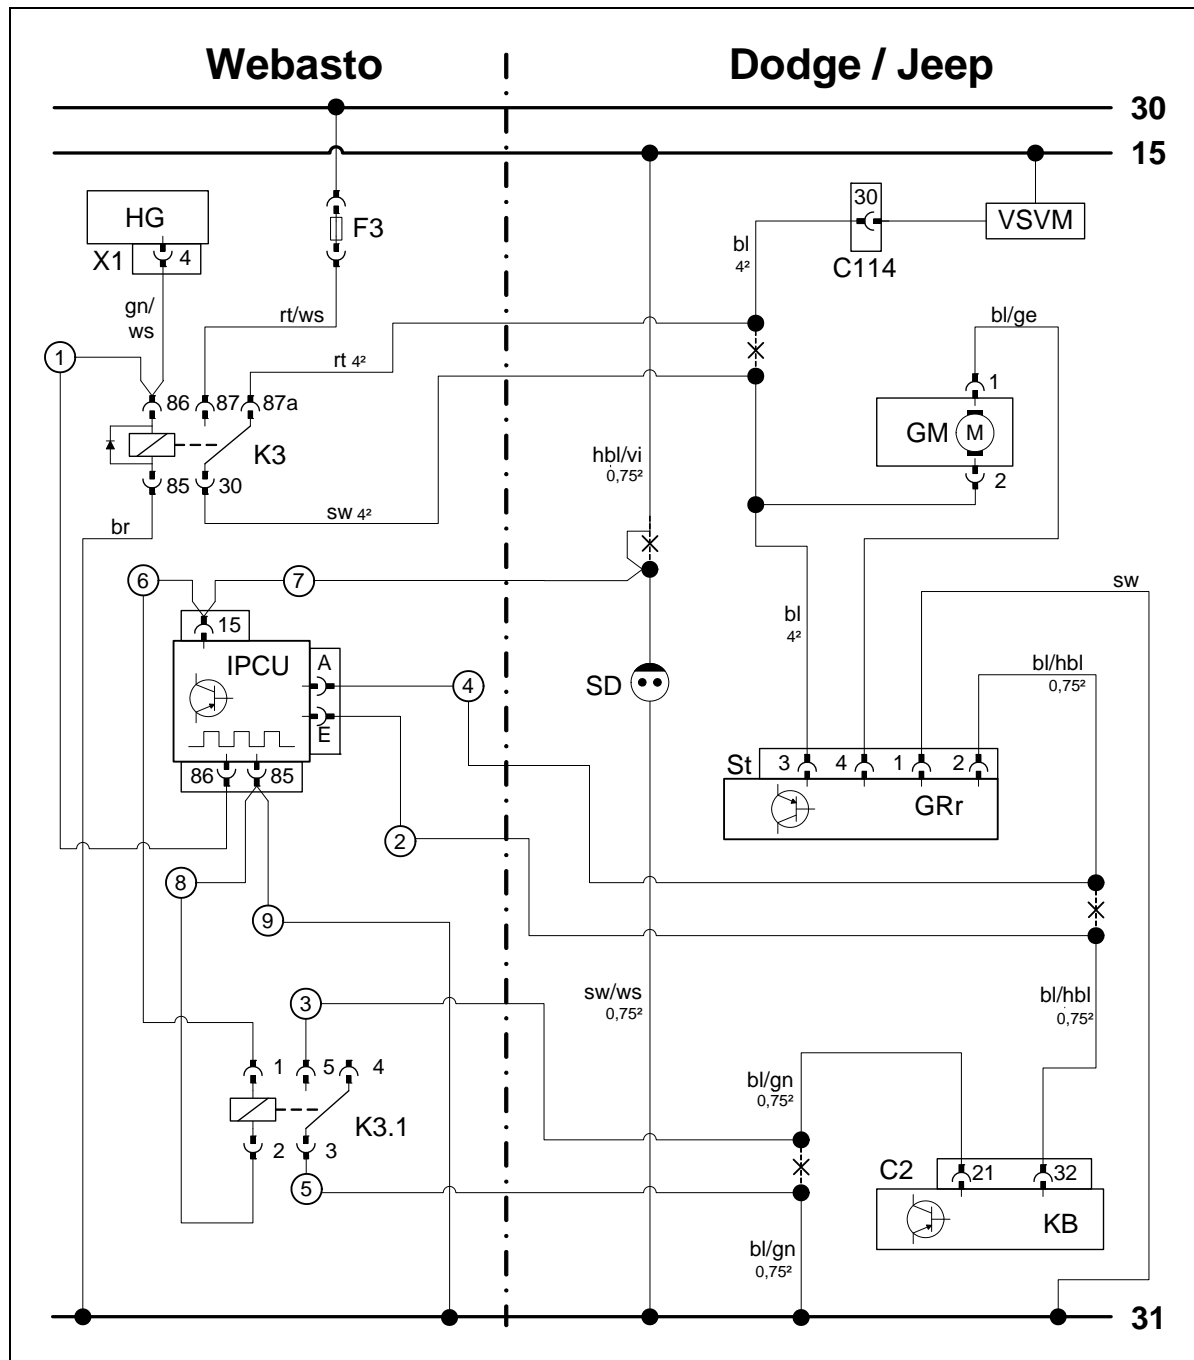 Webasto
Dodge / Jeep
30
15
HG
X1
4
F3
30
C114
VSVM
bl
4²
gn/
ws
rt/ws
rt 4²
bl/ge
1
86
87
87a
K3
85
30
sw 4²
br
hbl/vi
0,75²
1
GM
M
2
6
7
15
IPCU
A
E
86
85
4
2
SD
bl
4²
sw
bl/hbl
0,75²
St
3
4
1
2
GRr
8
9
3
sw/ws
0,75²
bl/hbl
0,75²
1
5
4
K3.1
2
3
5
bl/gn
0,75²
C2
21
32
KB
bl/gn
0,75²
31